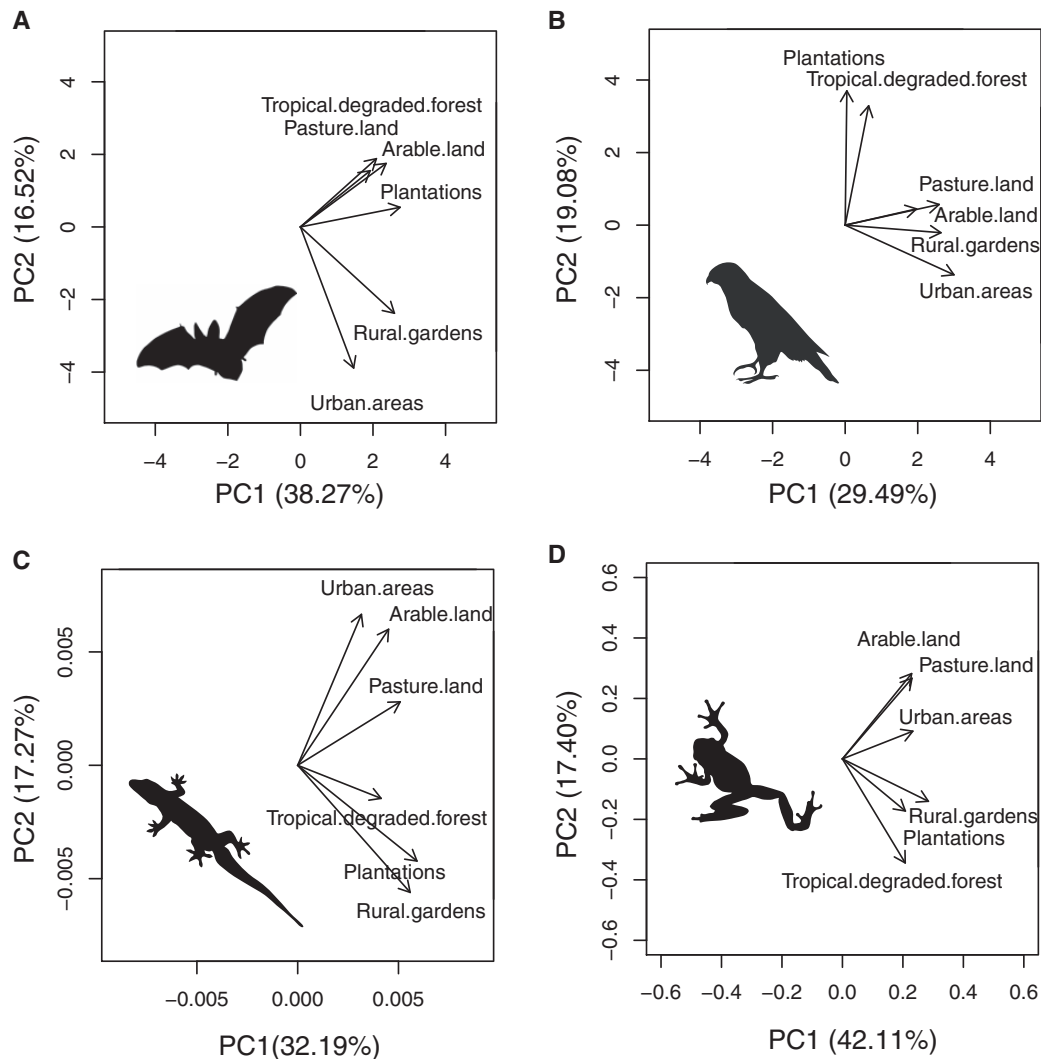 A
4
2
0
−2
−4
PC2 (16.52%)
Tropical.degraded.forest
Pasture.land
Arable.land
Plantations
Rural.gardens
Urban.areas
−4 −2 0 2 4
PC1 (38.27%)
B
4
2
0
−2
−4
PC2 (19.08%)
Plantations
Tropical.degraded.forest
Pasture.land
Arable.land
Rural.gardens
Urban.areas
−4 −2 0 2 4
PC1 (29.49%)
C
0.005
0.000
−0.005
PC2 (17.27%)
Urban.areas
Arable.land
Pasture.land
Tropical.degraded.forest
Plantations
Rural.gardens
−0.005 0.000 0.005
PC1(32.19%)
D
0.6
0.4
0.2
0.0
−0.2
−0.4
−0.6
PC2 (17.40%)
Arable.land
Pasture.land
Urban.areas
Rural.gardens
Plantations
Tropical.degraded.forest
−0.6 −0.4 −0.2 0.0 0.2 0.4 0.6
PC1 (42.11%)